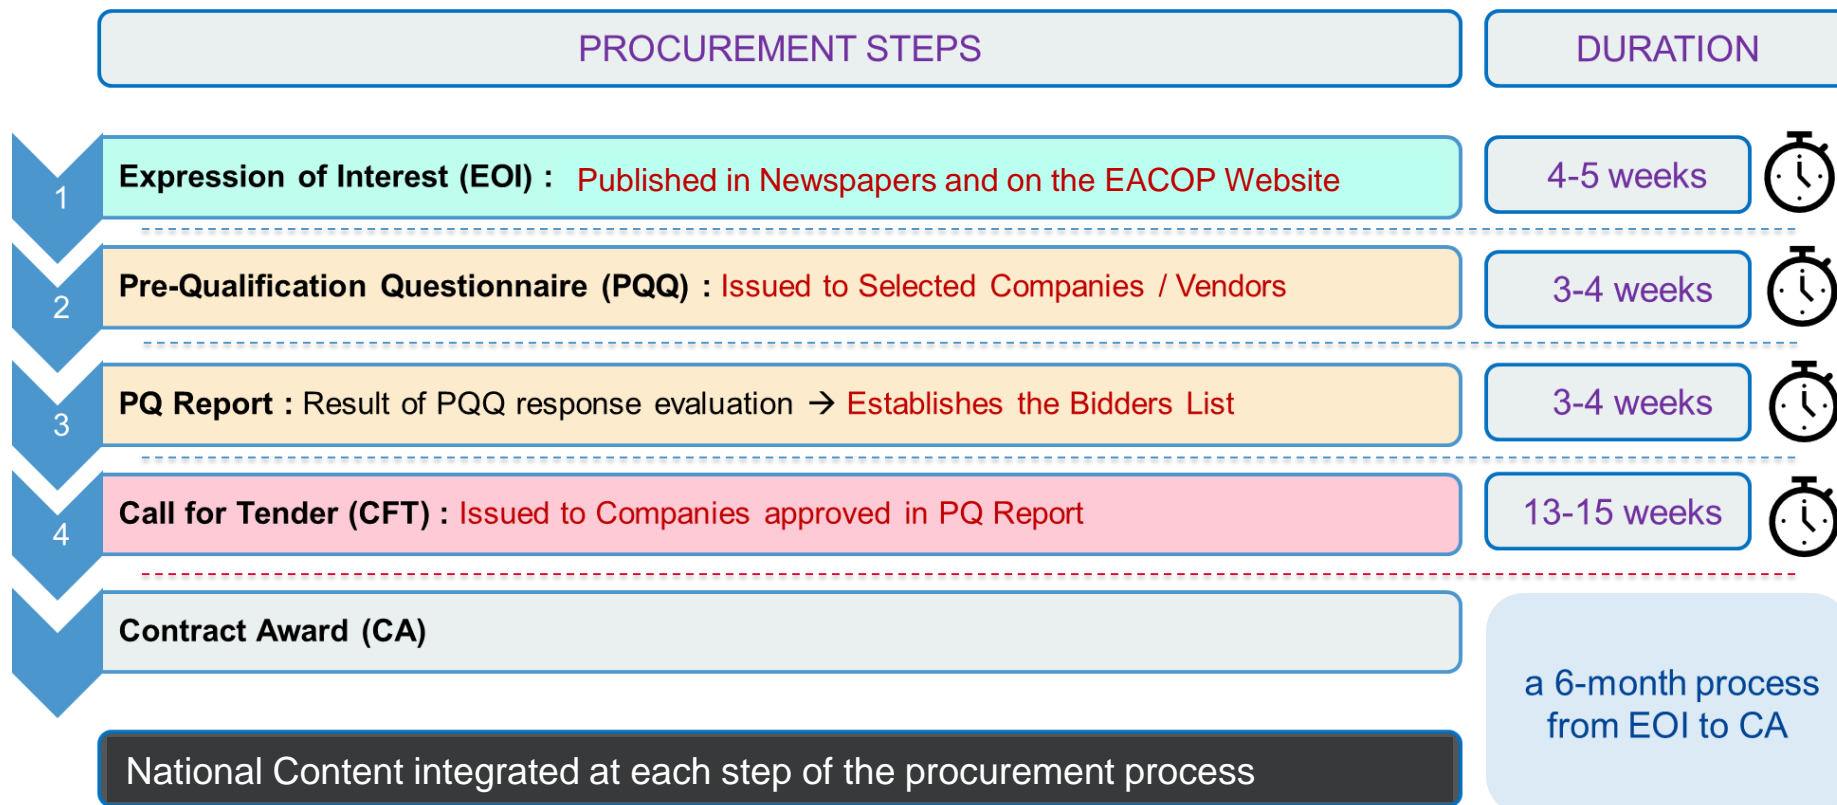 PROCUREMENT STEPS
DURATION
1
Expression of Interest (EOI) : Published in Newspapers and on the EACOP Website
4-5 weeks
2
Pre-Qualification Questionnaire (PQQ) : Issued to Selected Companies / Vendors
3-4 weeks
3
PQ Report : Result of PQQ response evaluation → Establishes the Bidders List
3-4 weeks
4
Call for Tender (CFT) : Issued to Companies approved in PQ Report
13-15 weeks
Contract Award (CA)
a 6-month process
from EOI to CA
National Content integrated at each step of the procurement process